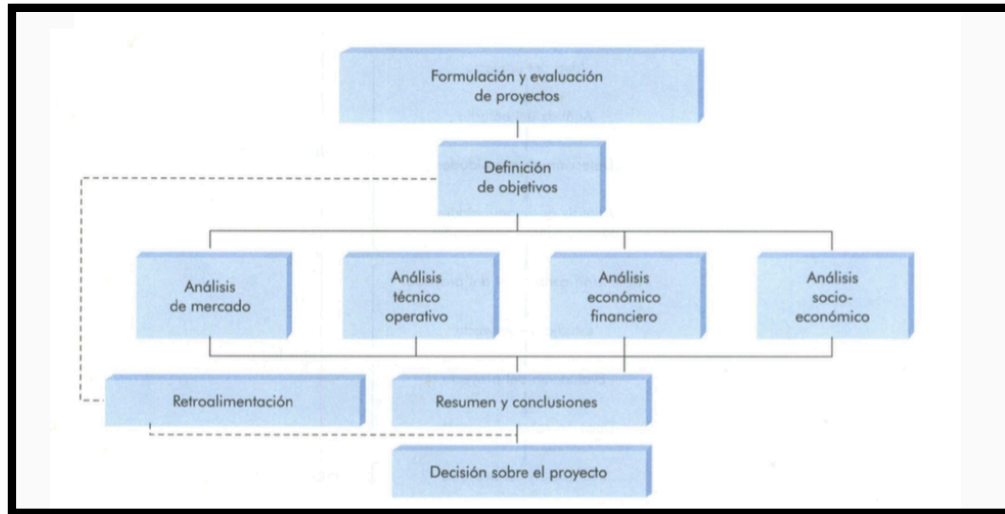 Formulación y evaluación
de proyectos
Definición
de objetivos
Análisis
de mercado
Análisis
técnico
operativo
Análisis
económico
financiero
Análisis
socio-
económico
Retroalimentación
Resumen y conclusiones
Decisión sobre el proyecto